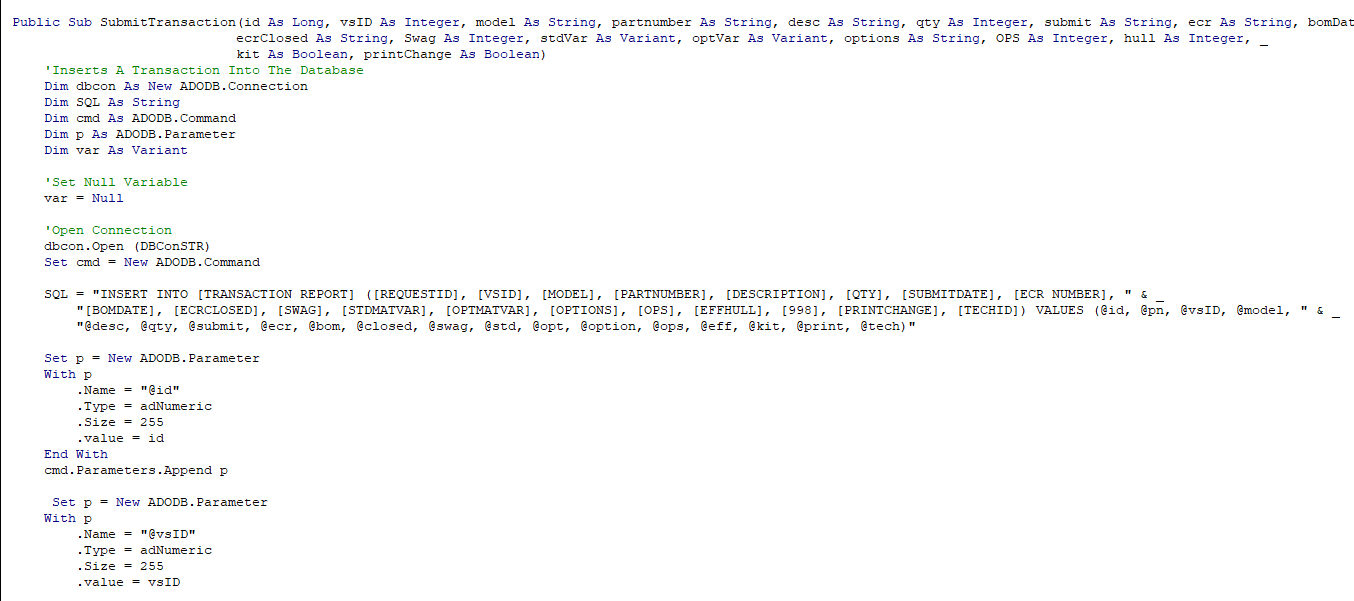 Public Sub SubmitTransaction(id As Long, vsID As Integer, model As String, partnumber As String, desc As String, qty As Integer, submit As String, ecr As String, bomDat
ecrClosed As String, Swag As Integer, stdVar As Variant, optVar As Variant, options As String, OPS As Integer, hull As Integer, _
kit As Boolean, printChange As Boolean)
'Inserts A Transaction Into The Database
Dim dbcon As New ADODB.Connection
Dim SQL As String
Dim cmd As ADODB.Command
Dim p As ADODB.Parameter
Dim var As Variant
'Set Null Variable
var = Null
'Open Connection
dbcon.Open (DBConSTR)
Set cmd = New ADODB.Command
SQL = "INSERT INTO [TRANSACTION REPORT] ([REQUESTID], [VSID], [MODEL], [PARTNUMBER], [DESCRIPTION], [QTY], [SUBMITDATE], [ECR NUMBER], " & _
"[BOMDATE], [ECRCLOSED], [SWAG], [STDMATVAR], [OPTMATVAR], [OPTIONS], [OPS], [EFFHULL], [998], [PRINTCHANGE], [TECHID]) VALUES (@id, @pn, @vsID, @model, " & _
"@desc, @qty, @submit, @ecr, @bom, @closed, @swag, @std, @opt, @option, @ops, @eff, @kit, @print, @tech)"
Set p = New ADODB.Parameter
With p
.Name = "@id"
.Type = adNumeric
.Size = 255
.value = id
End With
cmd.Parameters.Append p
Set p = New ADODB.Parameter
With p
.Name = "@vsID"
.Type = adNumeric
.Size = 255
.value = vsID